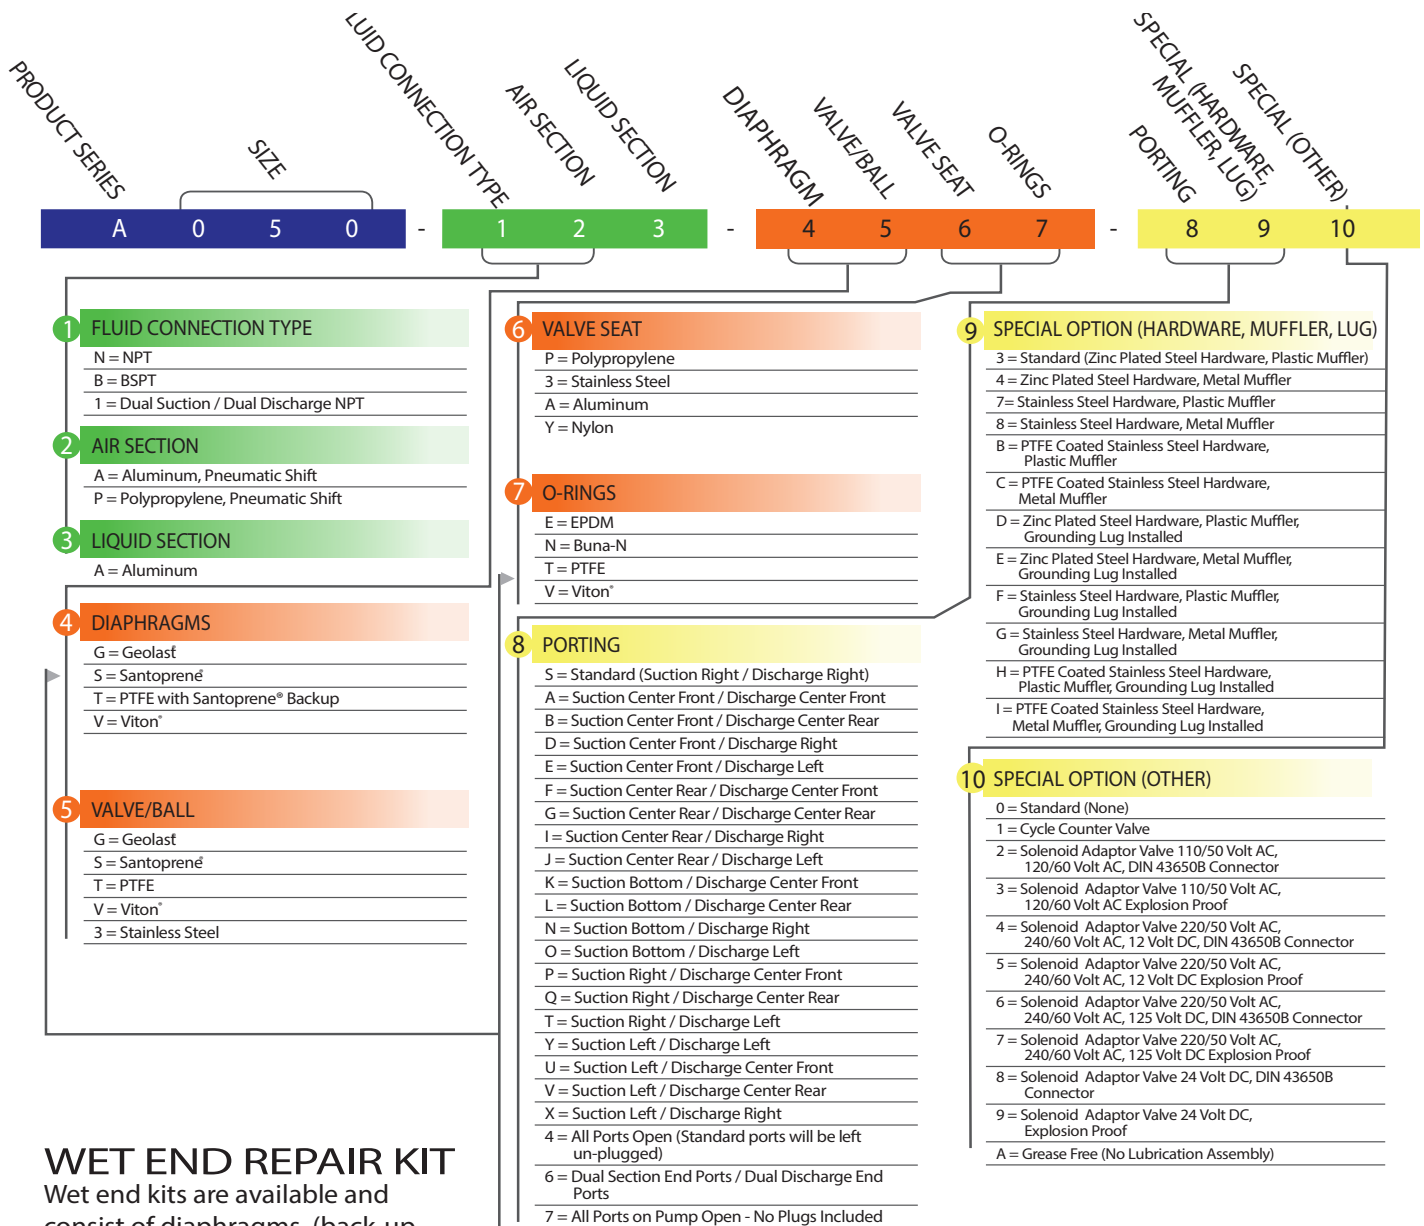 PRODUCT SERIES
SIZE
LUID CONNECTION TYPE
AIR SECTION
LIQUID SECTION
DIAPHRAGM
VALVE/BALL
VALVE SEAT
O-RINGS
PORTING
SPECIAL (HARDWARE,
MUFFLER, LUG)
SPECIAL (OTHER)
A 0 5 0 - 1 2 3 - 4 5 6 7 - 8 9 10
1 FLUID CONNECTION TYPE
N = NPT
B = BSPT
1 = Dual Suction / Dual Discharge NPT
2 AIR SECTION
A = Aluminum, Pneumatic Shift
P = Polypropylene, Pneumatic Shift
3 LIQUID SECTION
A = Aluminum
4 DIAPHRAGMS
G = Geolast®
S = Santoprene®
T = PTFE with Santoprene® Backup
V = Viton®
5 VALVE/BALL
G = Geolast®
S = Santoprene®
T = PTFE
V = Viton®
3 = Stainless Steel
WET END REPAIR KIT
Wet end kits are available and
consist of diaphragms, (back-up
6 VALVE SEAT
P = Polypropylene
3 = Stainless Steel
A = Aluminum
Y = Nylon
7 O-RINGS
E = EPDM
N = Buna-N
T = PTFE
V = Viton®
8 PORTING
S = Standard (Suction Right / Discharge Right)
A = Suction Center Front / Discharge Center Front
B = Suction Center Front / Discharge Center Rear
D = Suction Center Front / Discharge Right
E = Suction Center Front / Discharge Left
F = Suction Center Rear / Discharge Center Front
G = Suction Center Rear / Discharge Center Rear
I = Suction Center Rear / Discharge Right
J = Suction Center Rear / Discharge Left
K = Suction Bottom / Discharge Center Front
L = Suction Bottom / Discharge Center Rear
N = Suction Bottom / Discharge Right
O = Suction Bottom / Discharge Left
P = Suction Right / Discharge Center Front
Q = Suction Right / Discharge Center Rear
T = Suction Right / Discharge Left
Y = Suction Left / Discharge Left
U = Suction Left / Discharge Center Front
V = Suction Left / Discharge Center Rear
X = Suction Left / Discharge Right
4 = All Ports Open (Standard ports will be left
un-plugged)
6 = Dual Section End Ports / Dual Discharge End
Ports
7 = All Ports on Pump Open - No Plugs Included
9 SPECIAL OPTION (HARDWARE, MUFFLER, LUG)
3 = Standard (Zinc Plated Steel Hardware, Plastic Muffler)
4 = Zinc Plated Steel Hardware, Metal Muffler
7= Stainless Steel Hardware, Plastic Muffler
8 = Stainless Steel Hardware, Metal Muffler
B = PTFE Coated Stainless Steel Hardware,
Plastic Muffler
C = PTFE Coated Stainless Steel Hardware,
Metal Muffler
D = Zinc Plated Steel Hardware, Plastic Muffler,
Grounding Lug Installed
E = Zinc Plated Steel Hardware, Metal Muffler,
Grounding Lug Installed
F = Stainless Steel Hardware, Plastic Muffler,
Grounding Lug Installed
G = Stainless Steel Hardware, Metal Muffler,
Grounding Lug Installed
H = PTFE Coated Stainless Steel Hardware,
Plastic Muffler, Grounding Lug Installed
I = PTFE Coated Stainless Steel Hardware,
Metal Muffler, Grounding Lug Installed
10 SPECIAL OPTION (OTHER)
0 = Standard (None)
1 = Cycle Counter Valve
2 = Solenoid Adaptor Valve 110/50 Volt AC,
120/60 Volt AC, DIN 43650B Connector
3 = Solenoid Adaptor Valve 110/50 Volt AC,
120/60 Volt AC Explosion Proof
4 = Solenoid Adaptor Valve 220/50 Volt AC,
240/60 Volt AC, 12 Volt DC, DIN 43650B Connector
5 = Solenoid Adaptor Valve 220/50 Volt AC,
240/60 Volt AC, 12 Volt DC Explosion Proof
6 = Solenoid Adaptor Valve 220/50 Volt AC,
240/60 Volt AC, 125 Volt DC, DIN 43650B Connector
7 = Solenoid Adaptor Valve 220/50 Volt AC,
240/60 Volt AC, 125 Volt DC Explosion Proof
8 = Solenoid Adaptor Valve 24 Volt DC, DIN 43650B
Connector
9 = Solenoid Adaptor Valve 24 Volt DC,
Explosion Proof
A = Grease Free (No Lubrication Assembly)